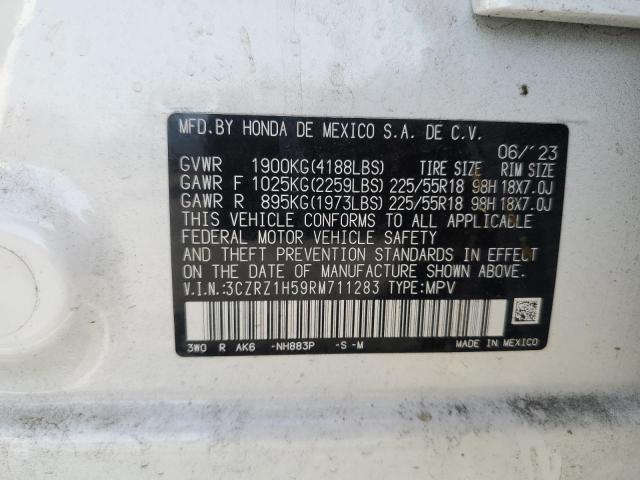 MFD.BY HONDA DE MEXICO S.A. DE C.V.
06/'23
GVWR 1900KG(4188LBS) TIRE SIZE RIM SIZE
GAWR F 1025KG(2259LBS) 225/55R18 98H 18X7.0J
GAWR R 895KG(1973LBS) 225/55R18 98H 18X7.0J
THIS VEHICLE CONFORMS TO ALL APPLICABLE
FEDERAL MOTOR VEHICLE SAFETY
AND THEFT PREVENTION STANDARDS IN EFFECT
ON THE DATE OF MANUFACTURE SHOWN ABOVE.
V.I.N.:3CZRZ1H59RM711283 TYPE:MPV
3W0 R AK6 -NH883P -S -M MADE IN MEXICO